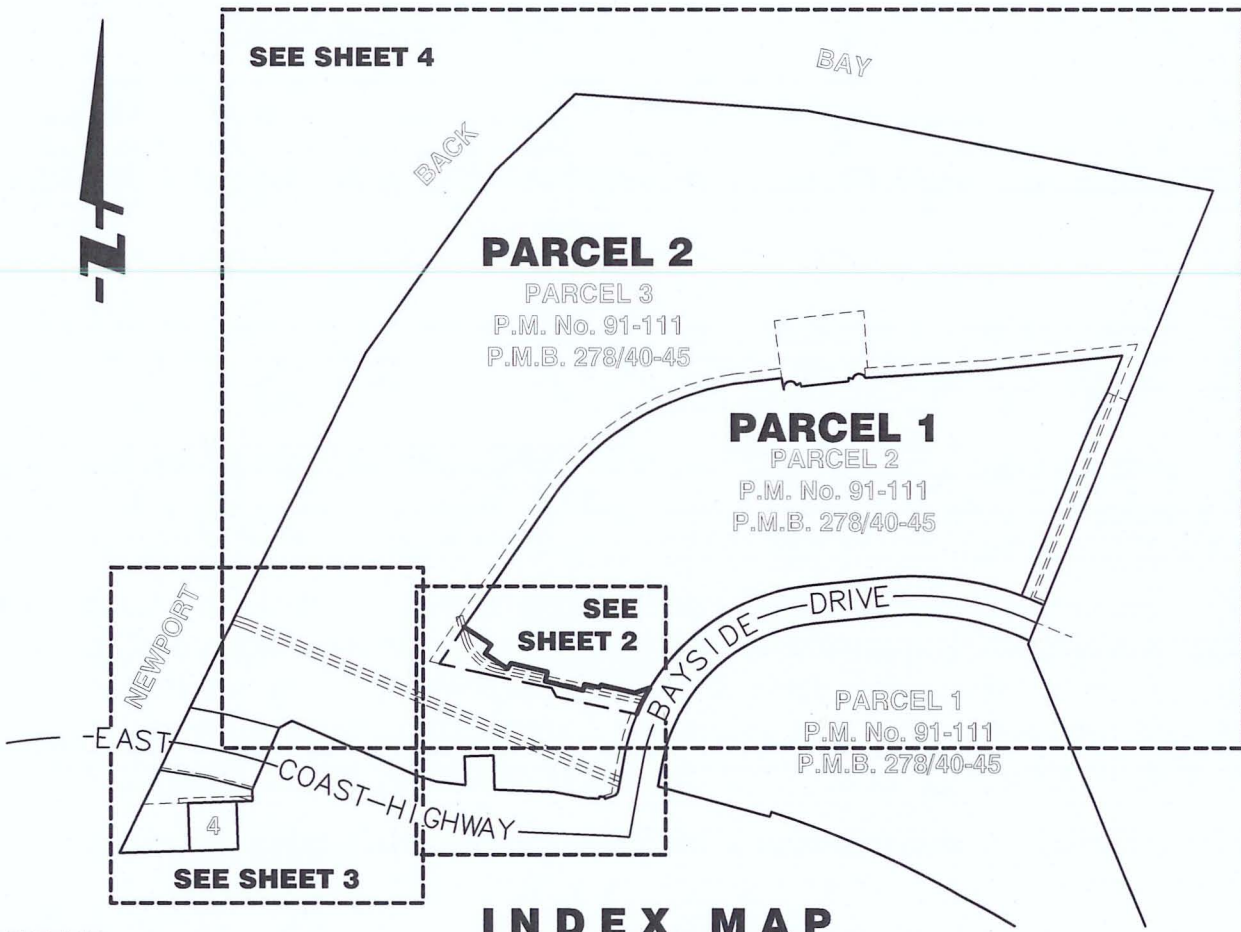 SEE SHEET 4
BAY
BACK
N
PARCEL 2
PARCEL 3
P.M. No. 91-111
P.M.B. 278/40-45
PARCEL 1
PARCEL 2
P.M. No. 91-111
P.M.B. 278/40-45
SEE
SHEET 2
BAYSIDE DRIVE
NEWPORT
PARCEL 1
P.M. No. 91-111
P.M.B. 278/40-45
EAST COAST HIGHWAY
4
SEE SHEET 3
INDEX MAP